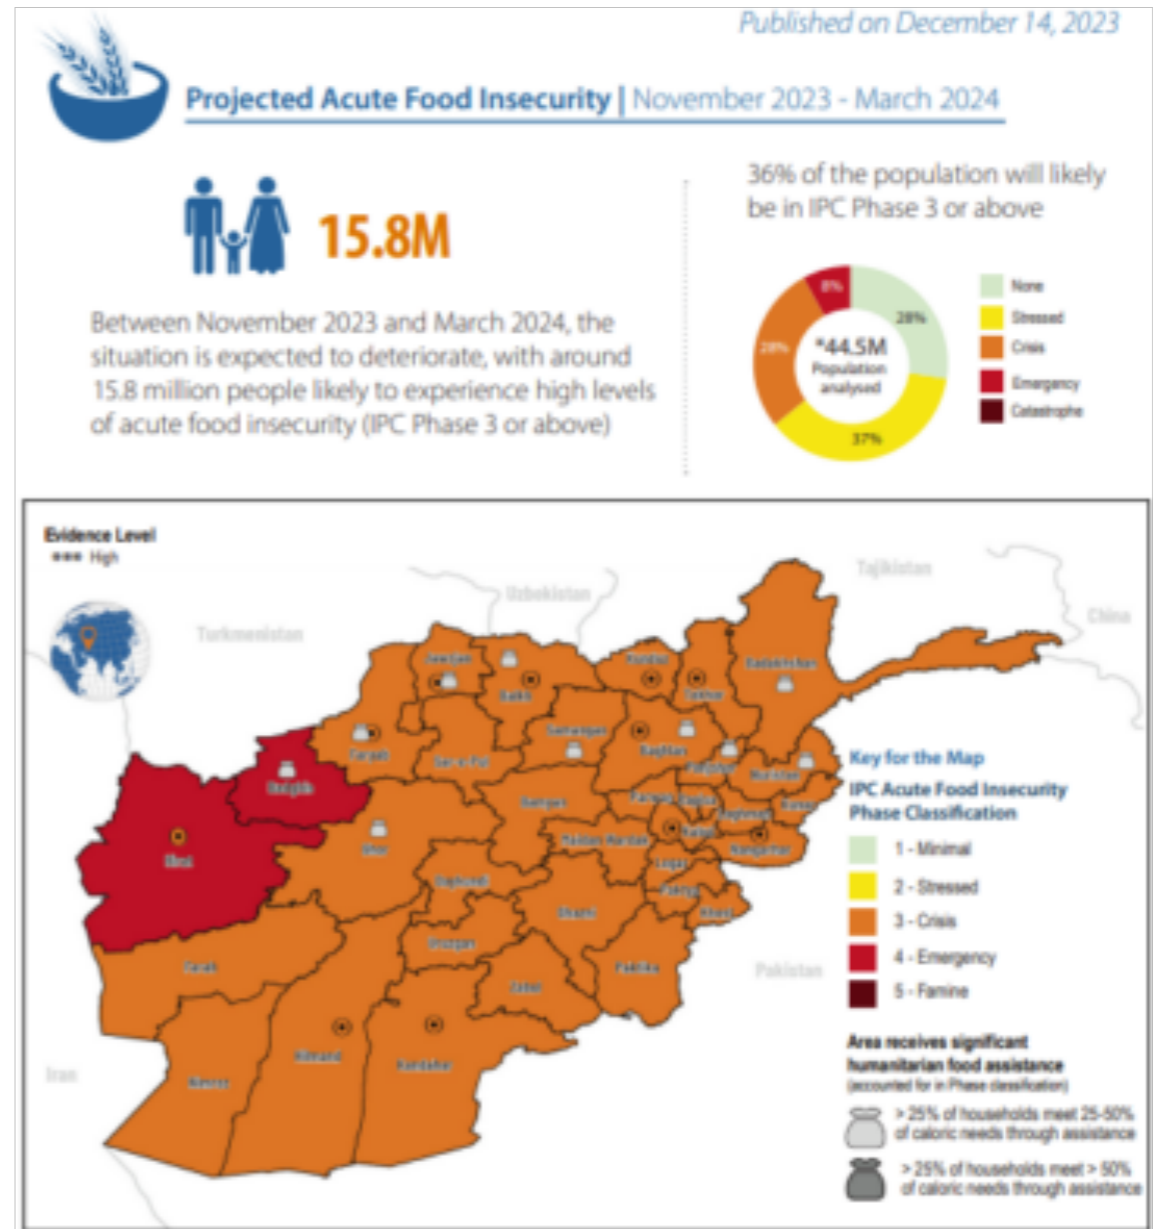 Published on December 14, 2023
Projected Acute Food Insecurity | November 2023 - March 2024
15.8M
Between November 2023 and March 2024, the
situation is expected to deteriorate, with around
15.8 million people likely to experience high levels
of acute food insecurity (IPC Phase 3 or above)
36% of the population will likely
be in IPC Phase 3 or above
8%
28%
28%
37%
*44.5M
Population
analysed
None
Stressed
Crisis
Emergency
Catastrophe
Evidence Level
*** High
Turkmenistan
Uzbekistan
Tajikistan
China
Jawzjan
Balkh
Kunduz
Takhar
Badakhshan
Faryab
Sar-e-Pul
Samangan
Baghlan
Panjsher
Nuristan
Badghis
Hirat
Ghor
Bamyan
Parwan
Kapisa
Laghman
Kunar
Maidan Wardak
Kabul
Nangarhar
Logar
Paktya
Khost
Daykundi
Ghazni
Uruzgan
Zabul
Paktika
Farah
Nimroz
Hilmand
Kandahar
Pakistan
Iran
Key for the Map
IPC Acute Food Insecurity
Phase Classification
1 - Minimal
2 - Stressed
3 - Crisis
4 - Emergency
5 - Famine
Area receives significant
humanitarian food assistance
(accounted for in Phase classification)
> 25% of households meet 25-50%
of caloric needs through assistance
> 25% of households meet > 50%
of caloric needs through assistance